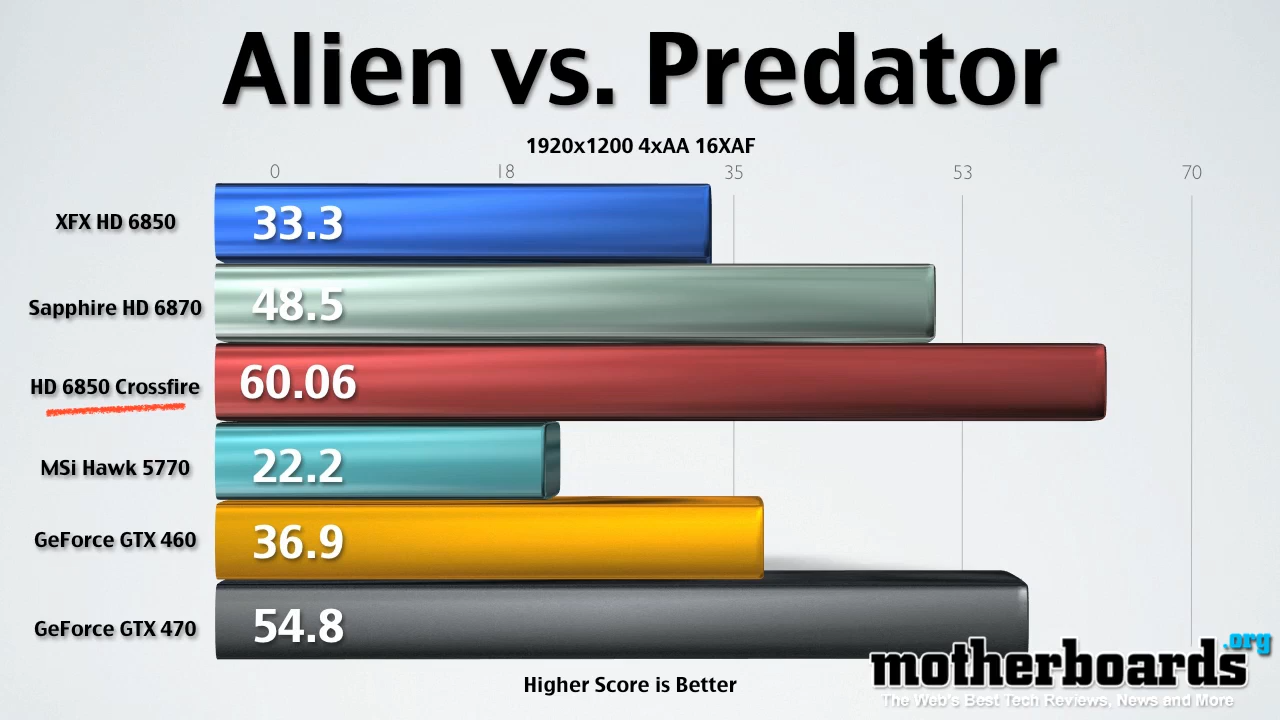 Alien vs. Predator
1920x1200 4xAA 16XAF
0 18 35 53 70
XFX HD 6850 33.3
Sapphire HD 6870 48.5
HD 6850 Crossfire 60.06
MSi Hawk 5770 22.2
GeForce GTX 460 36.9
GeForce GTX 470 54.8
motherboards.org
The Web's Best Tech Reviews, News and More
Higher Score is Better